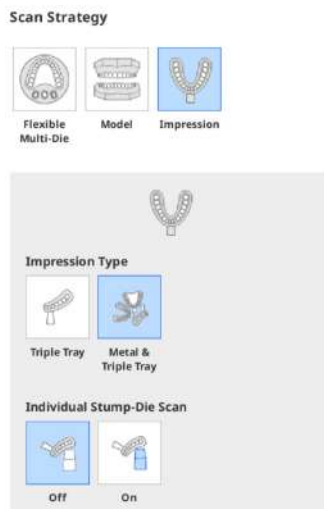 Scan Strategy
Flexible Multi-Die
Model
Impression
Impression Type
Triple Tray
Metal & Triple Tray
Individual Stump-Die Scan
Off
On